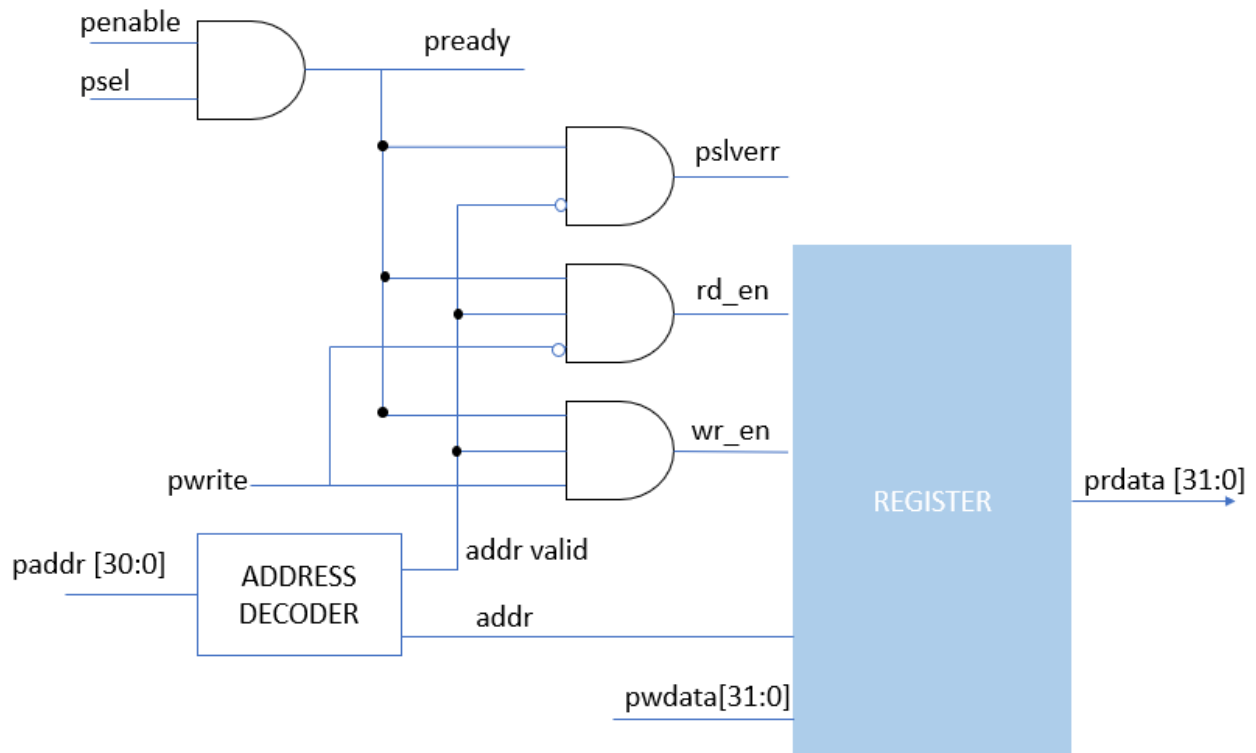 penable
pready
psel
pslverr
rd_en
wr_en
pwrite
prdata [31:0]
REGISTER
addr valid
paddr [30:0]
ADDRESS
DECODER
addr
pwdata[31:0]